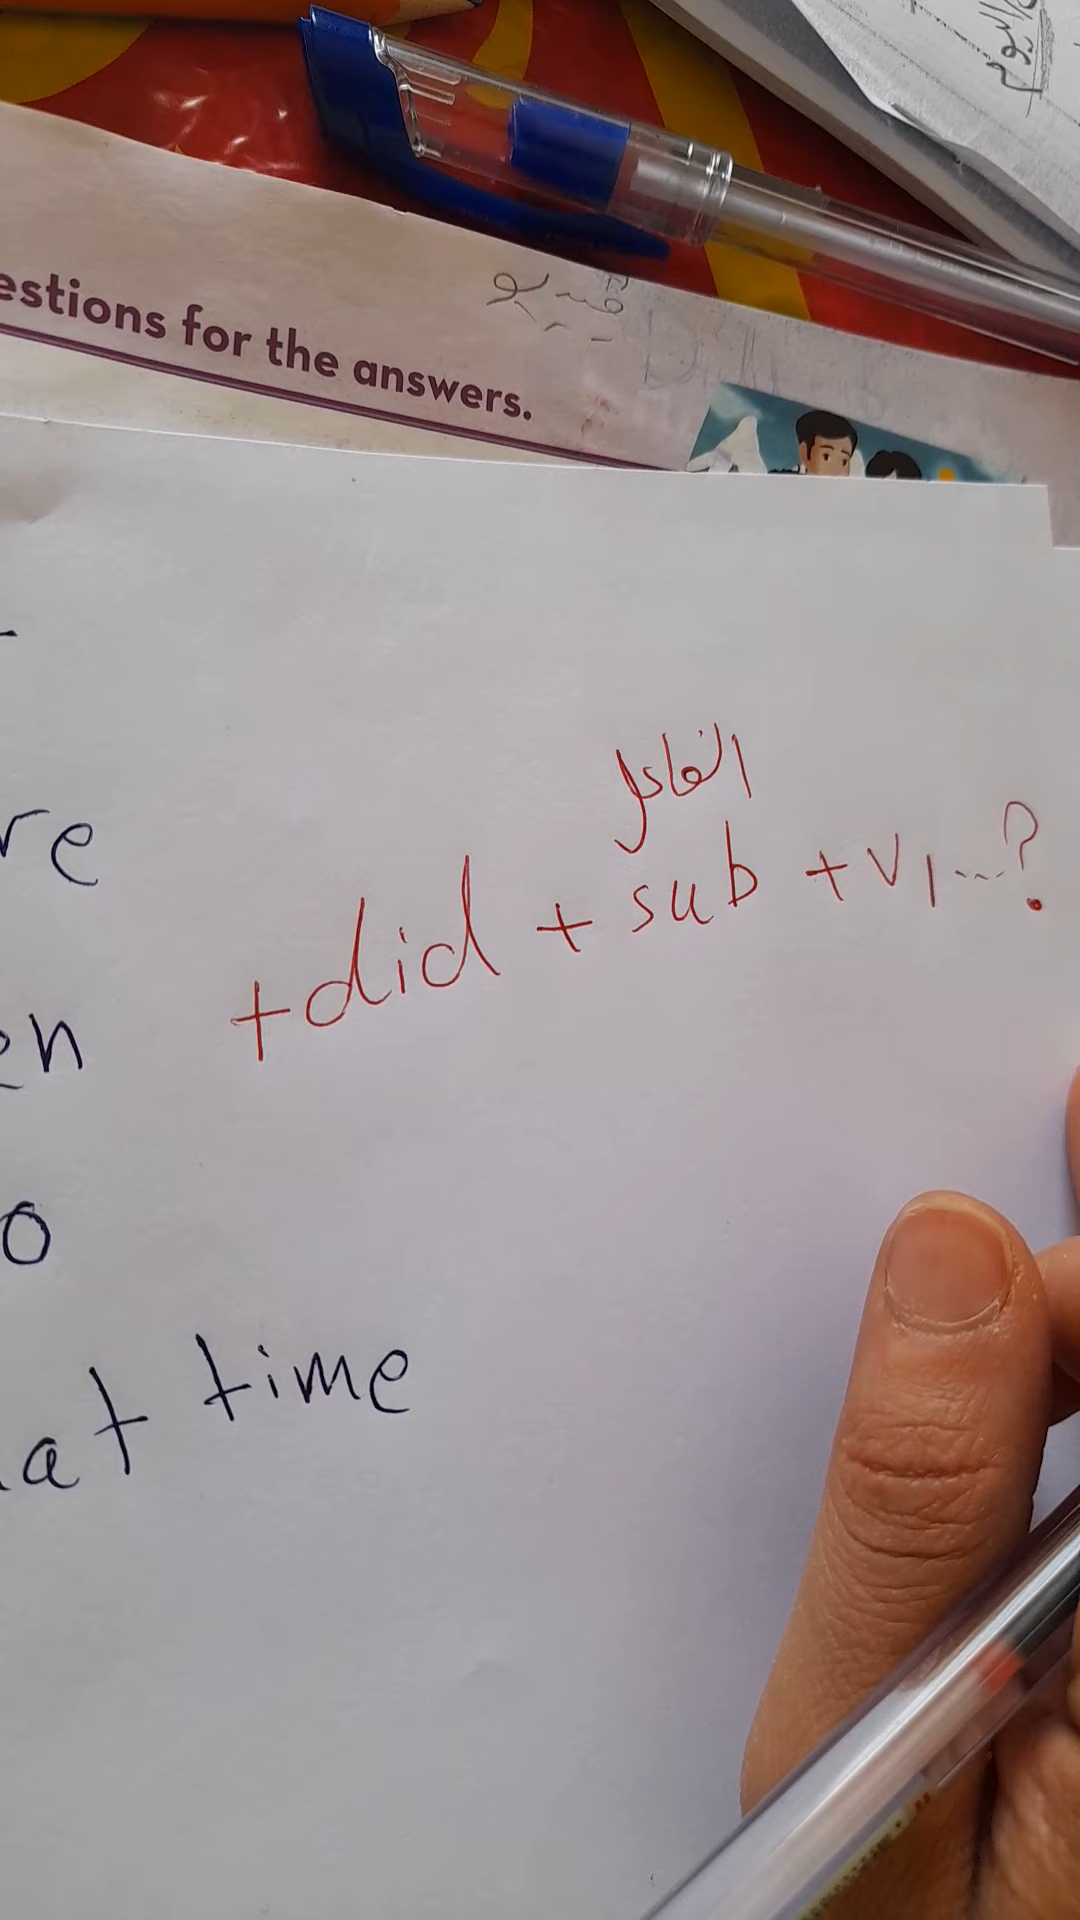 estions for the answers.
الفاعل
re
+did + sub + V1...?
en
o
at time